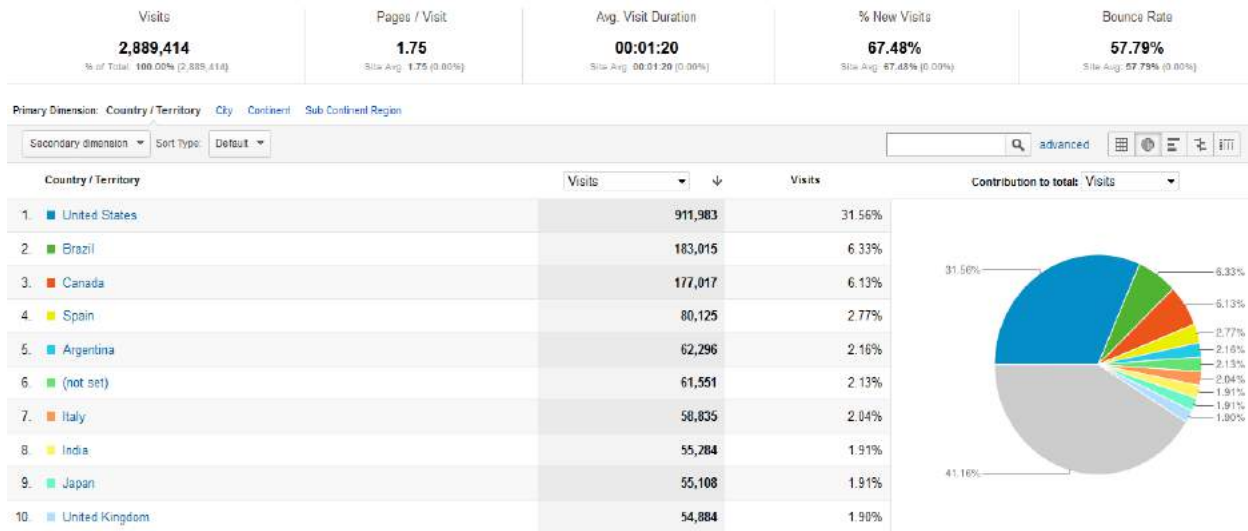 Visits Pages / Visit Avg. Visit Duration % New Visits Bounce Rate
2,889,414 1.75 00:01:20 67.48% 57.79%
% of Total: 100.00% (2,889,414) Site Avg: 1.75 (0.00%) Site Avg: 00:01:20 (0.00%) Site Avg: 67.48% (0.00%) Site Avg: 57.79% (0.00%)
Primary Dimension: Country / Territory City Continent Sub Continent Region
Secondary dimension Sort Type: Default advanced
Country / Territory Visits Visits Contribution to total: Visits
1. United States 911,983 31.56%
2. Brazil 183,015 6.33%
3. Canada 177,017 6.13%
4. Spain 80,125 2.77%
5. Argentina 62,296 2.16%
6. (not set) 61,551 2.13%
7. Italy 58,835 2.04%
8. India 55,284 1.91%
9. Japan 55,108 1.91%
10. United Kingdom 54,884 1.90%
31.56%
6.33%
6.13%
2.77%
2.16%
2.13%
2.04%
1.91%
1.91%
1.90%
41.16%